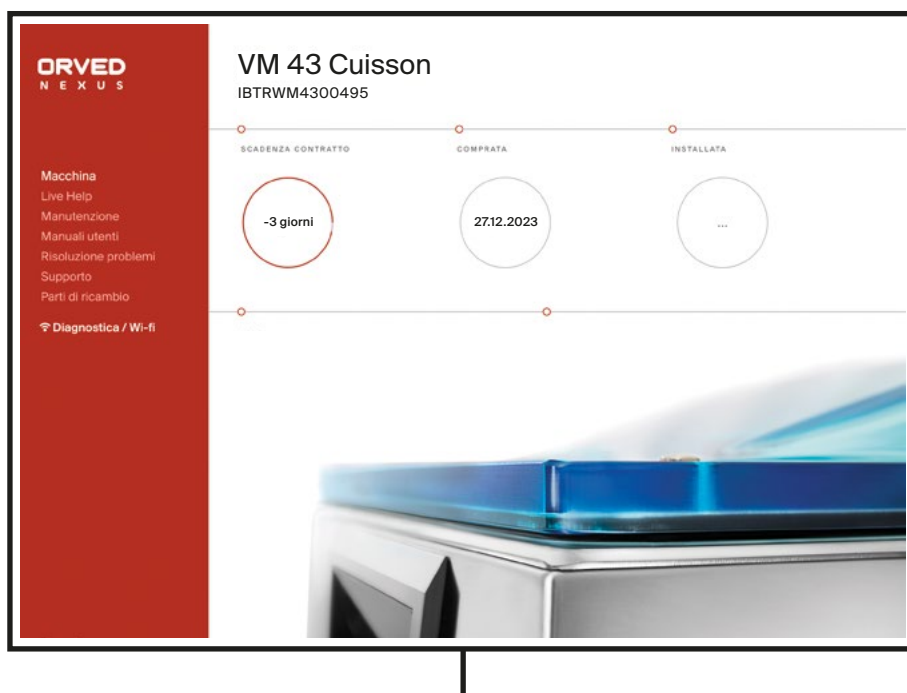 ORVED
NEXUS
Macchina
Live Help
Manutenzione
Manuali utenti
Risoluzione problemi
Supporto
Parti di ricambio
Diagnostica / Wi-fi
VM 43 Cuisson
IBTRWM4300495
SCADENZA CONTRATTO
COMPRATA
INSTALLATA
-3 giorni
27.12.2023
...